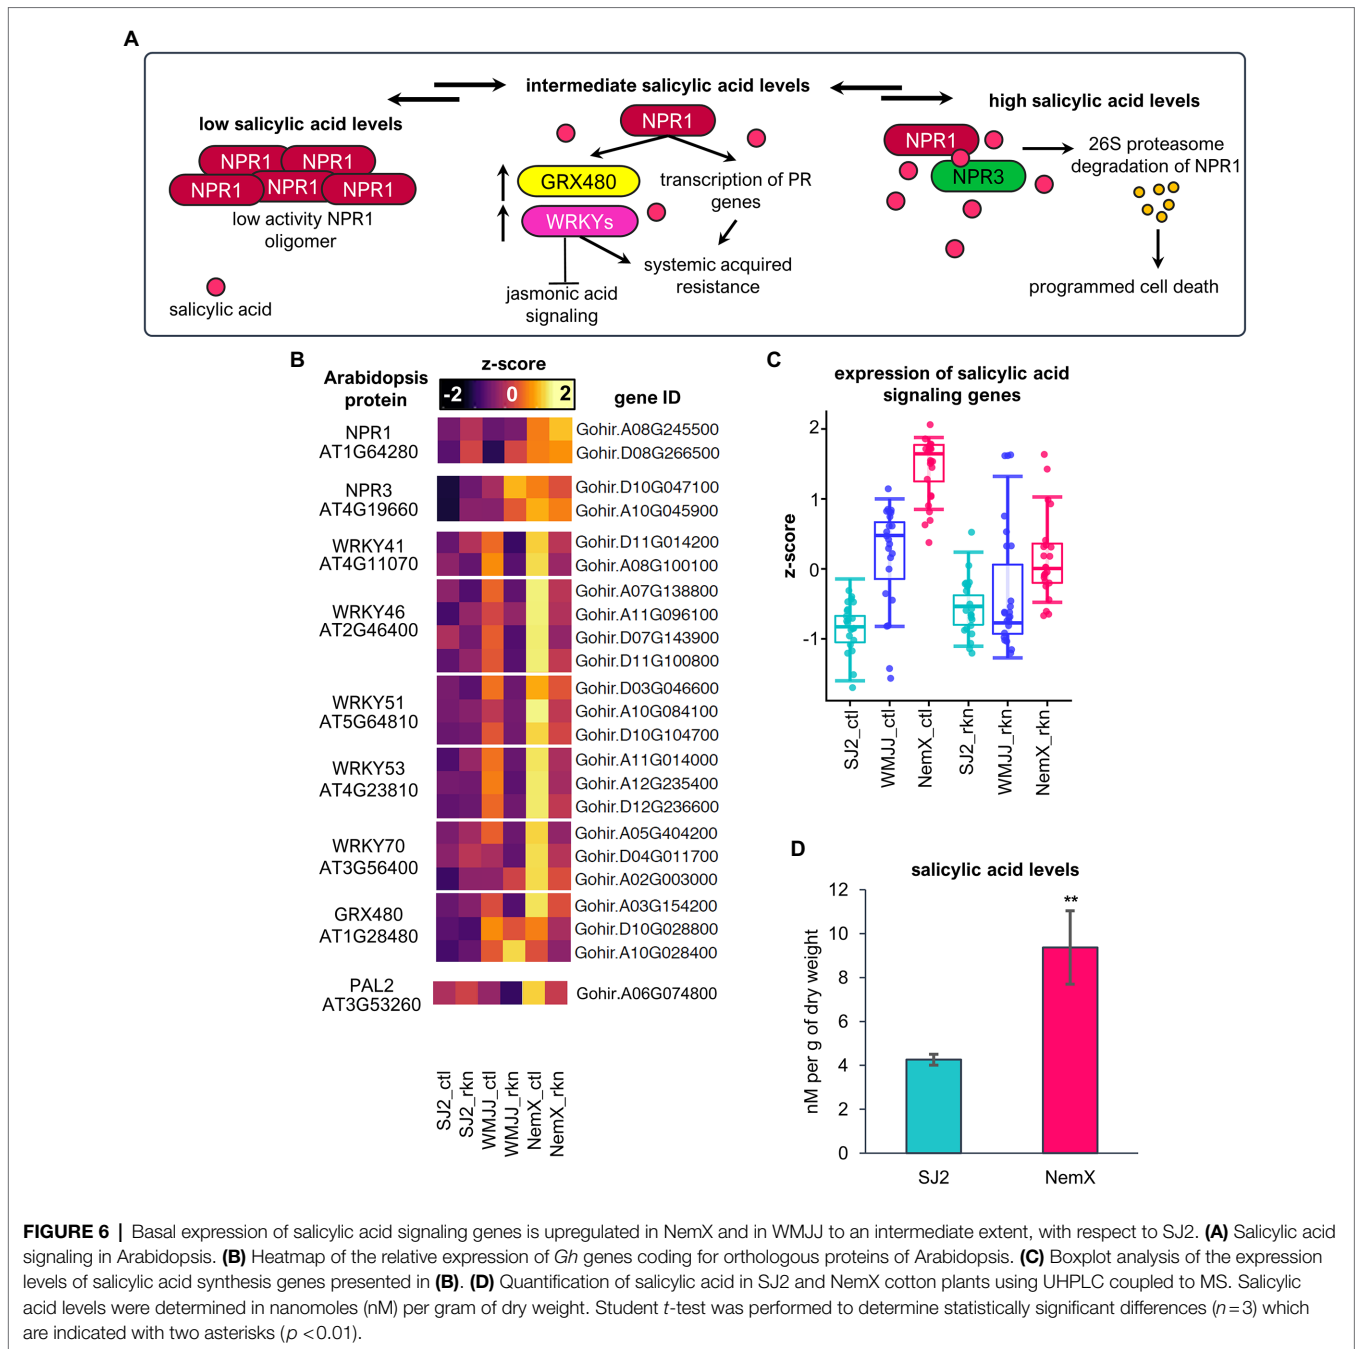 A
intermediate salicylic acid levels
low salicylic acid levels
high salicylic acid levels
NPR1
NPR1 NPR1
NPR1 NPR1 NPR1
low activity NPR1
oligomer
salicylic acid
GRX480
WRKYs
transcription of PR
genes
systemic acquired
resistance
jasmonic acid
signaling
NPR1
NPR3
26S proteasome
degradation of NPR1
programmed cell death
B
Arabidopsis
protein
z-score
-2 0 2
gene ID
NPR1
AT1G64280
Gohir.A08G245500
Gohir.D08G266500
NPR3
AT4G19660
Gohir.D10G047100
Gohir.A10G045900
WRKY41
AT4G11070
Gohir.D11G014200
Gohir.A08G100100
WRKY46
AT2G46400
Gohir.A07G138800
Gohir.A11G096100
Gohir.D07G143900
Gohir.D11G100800
WRKY51
AT5G64810
Gohir.D03G046600
Gohir.A10G084100
Gohir.D10G104700
WRKY53
AT4G23810
Gohir.A11G014000
Gohir.A12G235400
Gohir.D12G236600
WRKY70
AT3G56400
Gohir.A05G404200
Gohir.D04G011700
Gohir.A02G003000
GRX480
AT1G28480
Gohir.A03G154200
Gohir.D10G028800
Gohir.A10G028400
PAL2
AT3G53260
Gohir.A06G074800
SJ2_ctl
SJ2_rkn
WMJJ_ctl
WMJJ_rkn
NemX_ctl
NemX_rkn
C
expression of salicylic acid
signaling genes
z-score
2
1
0
-1
SJ2_ctl
WMJJ_ctl
NemX_ctl
SJ2_rkn
WMJJ_rkn
NemX_rkn
D
salicylic acid levels
nM per g of dry weight
12
10
8
6
4
2
0
**
SJ2
NemX
FIGURE 6 | Basal expression of salicylic acid signaling genes is upregulated in NemX and in WMJJ to an intermediate extent, with respect to SJ2. (A) Salicylic acid
signaling in Arabidopsis. (B) Heatmap of the relative expression of Gh genes coding for orthologous proteins of Arabidopsis. (C) Boxplot analysis of the expression
levels of salicylic acid synthesis genes presented in (B). (D) Quantification of salicylic acid in SJ2 and NemX cotton plants using UHPLC coupled to MS. Salicylic
acid levels were determined in nanomoles (nM) per gram of dry weight. Student t-test was performed to determine statistically significant differences (n = 3) which
are indicated with two asterisks (p < 0.01).